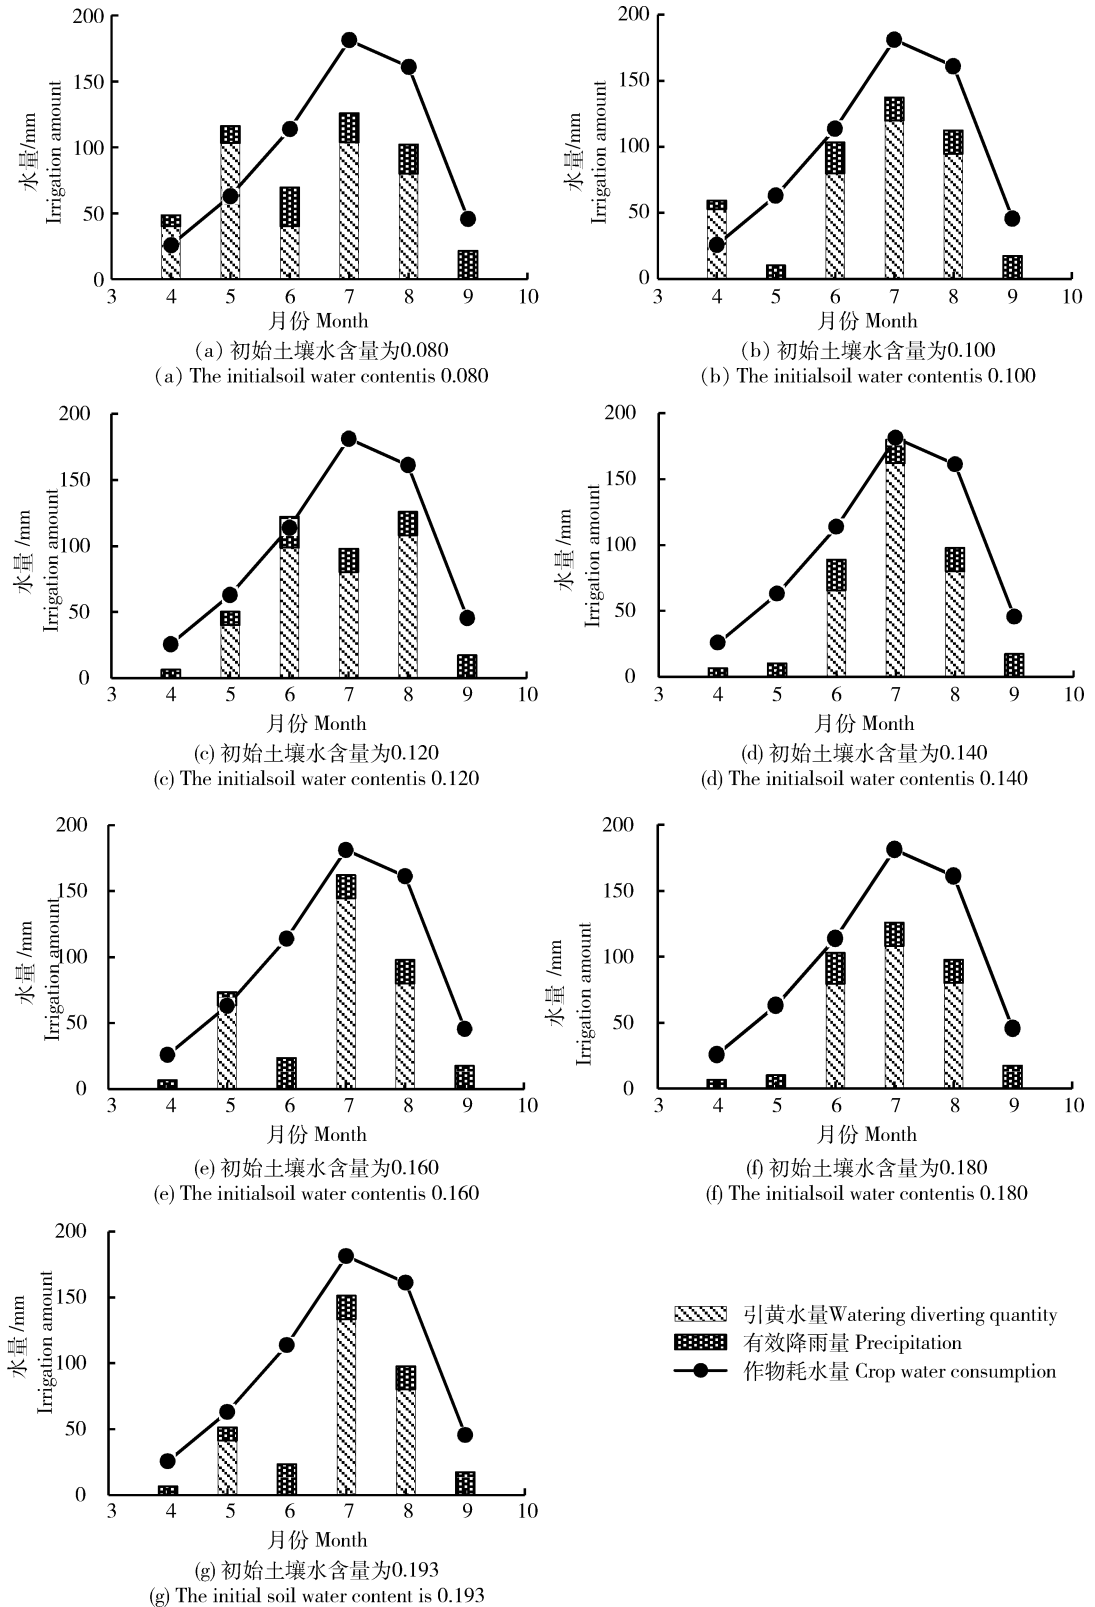 200
150
100
50
0
水量/mm
Irrigation amount
3 4 5 6 7 8 9 10
月份 Month
(a) 初始土壤水含量为0.080
(a) The initialsoil water contentis 0.080
200
150
100
50
0
水量/mm
Irrigation amount
3 4 5 6 7 8 9 10
月份 Month
(b) 初始土壤水含量为0.100
(b) The initialsoil water contentis 0.100
200
150
100
50
0
水量 /mm
Irrigation amount
3 4 5 6 7 8 9 10
月份 Month
(c) 初始土壤水含量为0.120
(c) The initialsoil water contentis 0.120
200
150
100
50
0
水量 /mm
Irrigation amount
3 4 5 6 7 8 9 10
月份 Month
(d) 初始土壤水含量为0.140
(d) The initialsoil water contentis 0.140
200
150
100
50
0
水量 /mm
Irrigation amount
3 4 5 6 7 8 9 10
月份 Month
(e) 初始土壤水含量为0.160
(e) The initialsoil water contentis 0.160
200
150
100
50
0
水量 /mm
Irrigation amount
3 4 5 6 7 8 9 10
月份 Month
(f) 初始土壤水含量为0.180
(f) The initialsoil water contentis 0.180
200
150
100
50
0
水量 /mm
Irrigation amount
3 4 5 6 7 8 9 10
月份 Month
(g) 初始土壤水含量为0.193
(g) The initial soil water content is 0.193
引黄水量Watering diverting quantity
有效降雨量 Precipitation
作物耗水量 Crop water consumption